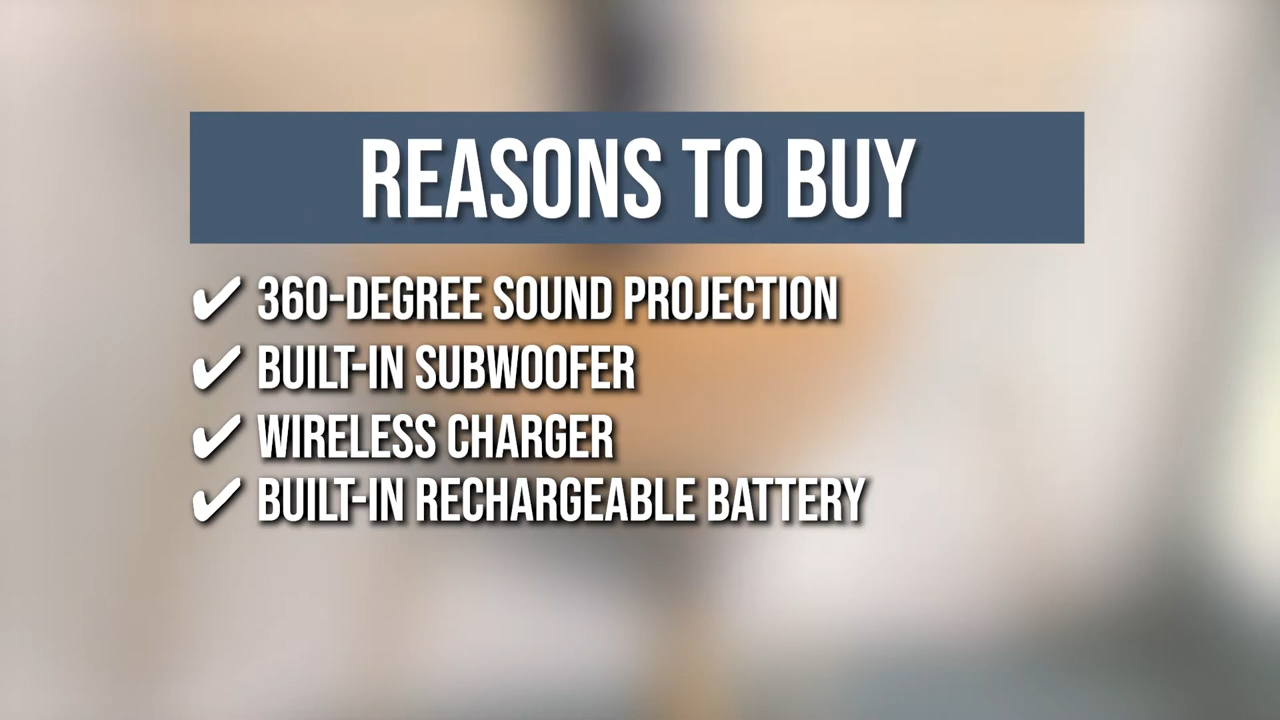 REASONS TO BUY
✔ 360-DEGREE SOUND PROJECTION
✔ BUILT-IN SUBWOOFER
✔ WIRELESS CHARGER
✔ BUILT-IN RECHARGEABLE BATTERY